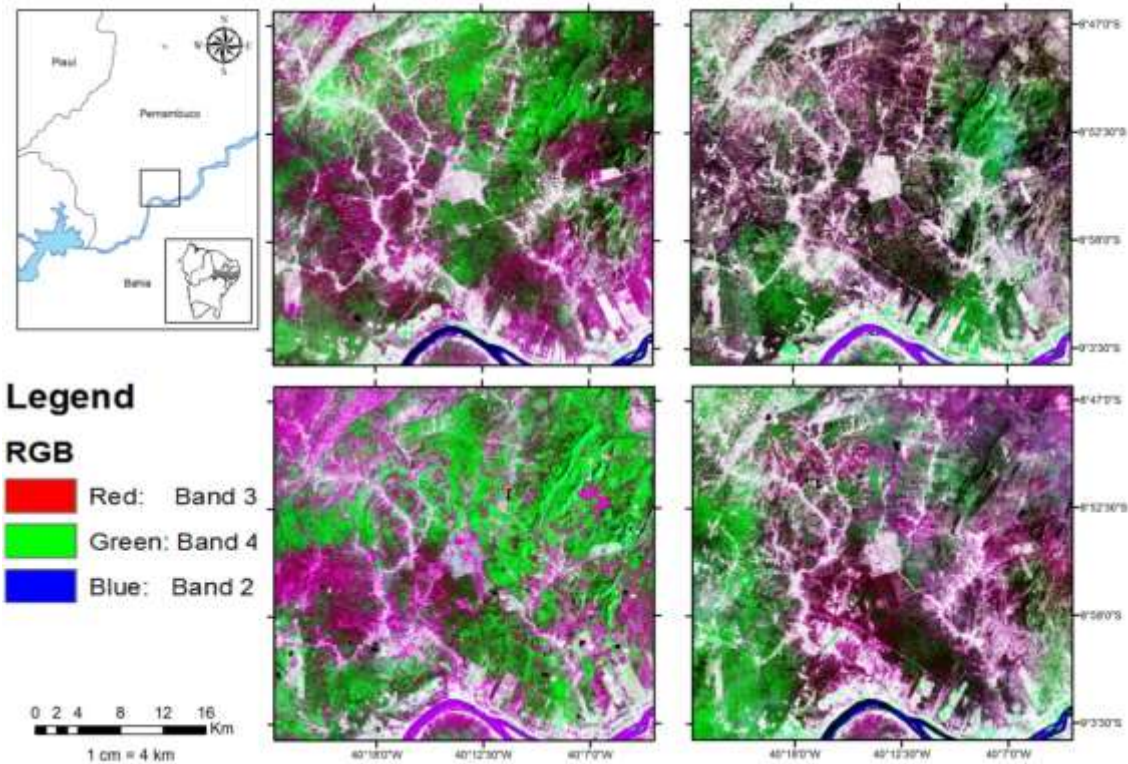 N
W E
S
Piaui
Pernambuco
Bahia
8°47'0"S
8°52'30"S
8°58'0"S
9°3'30"S
Legend
RGB
Red: Band 3
Green: Band 4
Blue: Band 2
0 2 4 8 12 16
Km
1 cm = 4 km
8°47'0"S
8°52'30"S
8°58'0"S
9°3'30"S
40°18'0"W 40°12'30"W 40°7'0"W
40°18'0"W 40°12'30"W 40°7'0"W